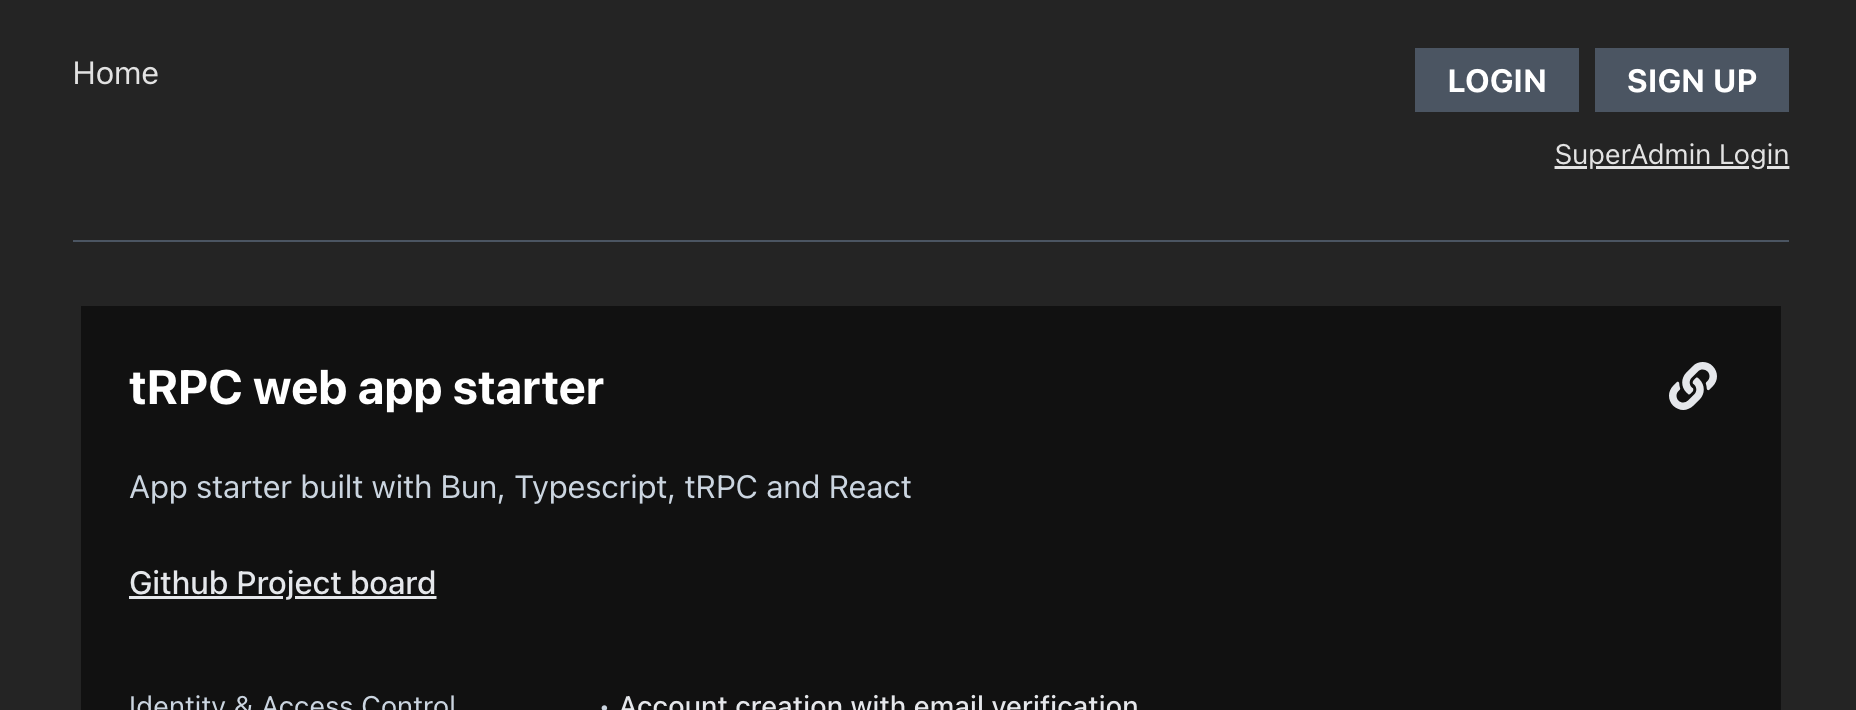 Home
LOGIN
SIGN UP
SuperAdmin Login
tRPC web app starter
App starter built with Bun, Typescript, tRPC and React
Github Project board
Identity & Access Control
• Account creation with email verification